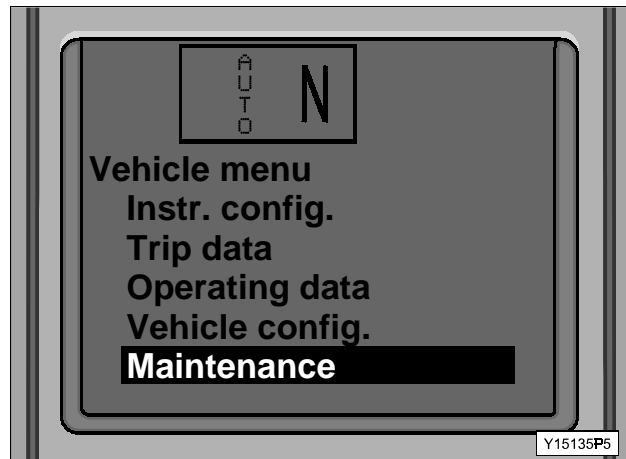 AUTO N
Vehicle menu
Instr. config.
Trip data
Operating data
Vehicle config.
Maintenance
Y15135P5